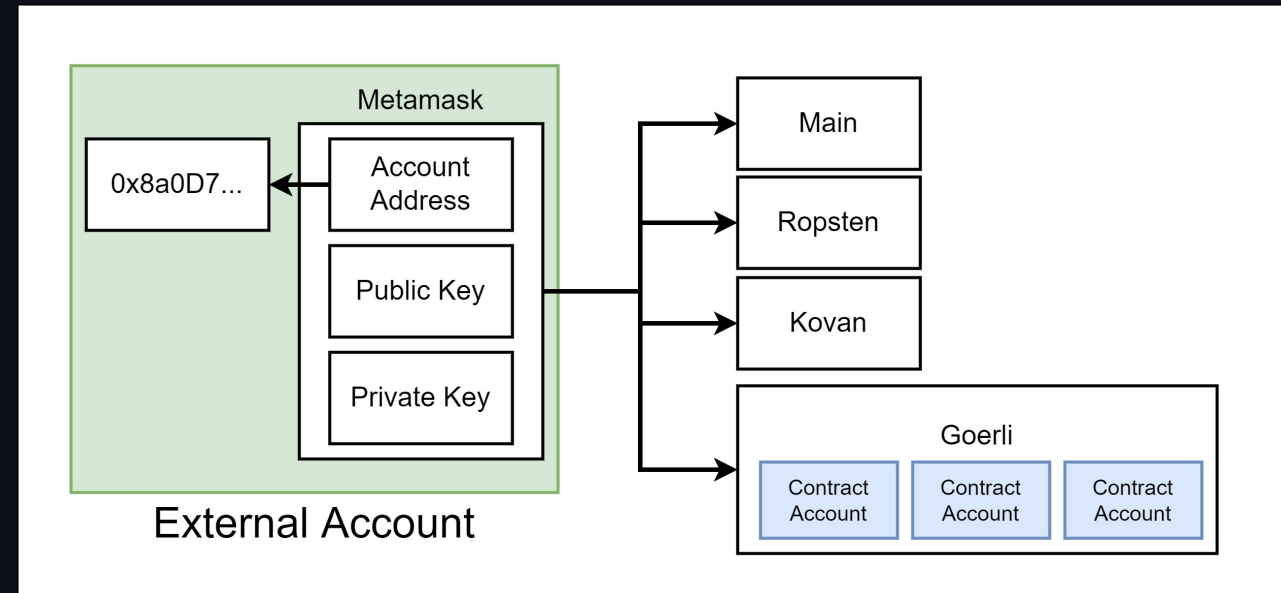 Metamask
0x8a0D7...
Account
Address
Public Key
Private Key
External Account
Main
Ropsten
Kovan
Goerli
Contract
Account
Contract
Account
Contract
Account